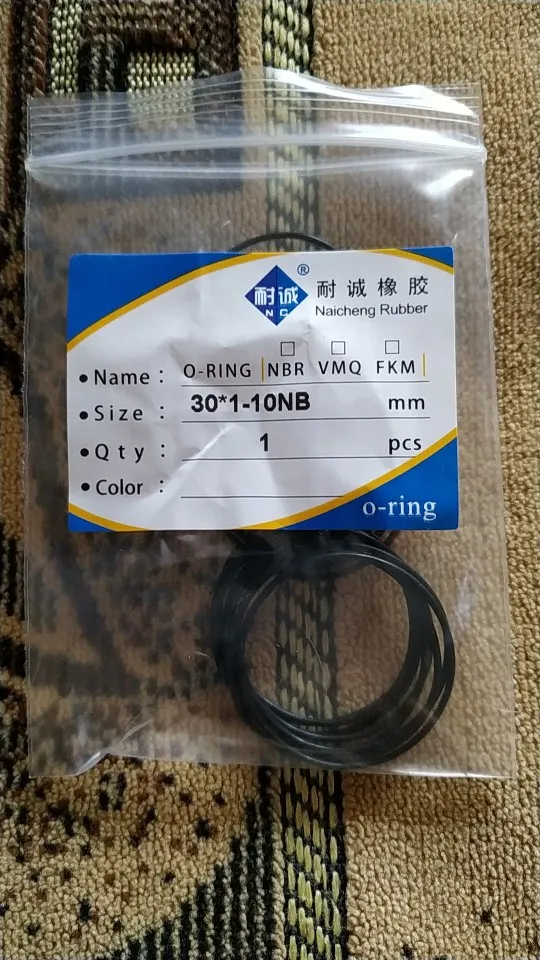 耐诚
NC
®
耐诚橡胶
Naicheng Rubber
• Name : O-RING NBR VMQ FKM
• Size : 30*1-10NB mm
• Qty : 1 pcs
• Color :
o-ring